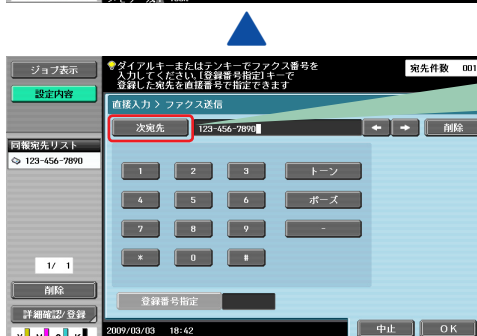 ジョブ表示
設定内容
ダイアルキーまたはテンキーでファクス番号を
入力してください。[登録番号指定]キーで
登録した宛先を直接番号で指定できます
宛先件数 001
直接入力 > ファクス送信
次宛先 123-456-7890 ← → 削除
同報宛先リスト
123-456-7890
1 2 3 トーン
4 5 6 ポーズ
7 8 9 -
* 0 #
1/ 1
削除
登録番号指定
詳細確認/登録
2009/03/03 18:42
中止 OK